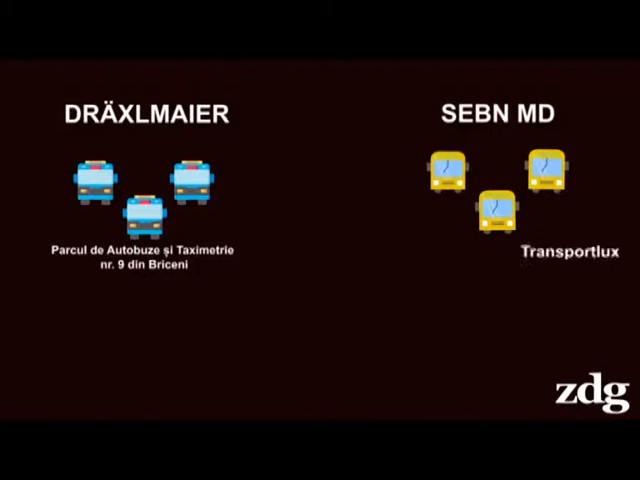 DRÄXLMAIER
SEBN MD
Parcul de Autobuze și Taximetrie
nr. 9 din Briceni
Transportlux
zdg